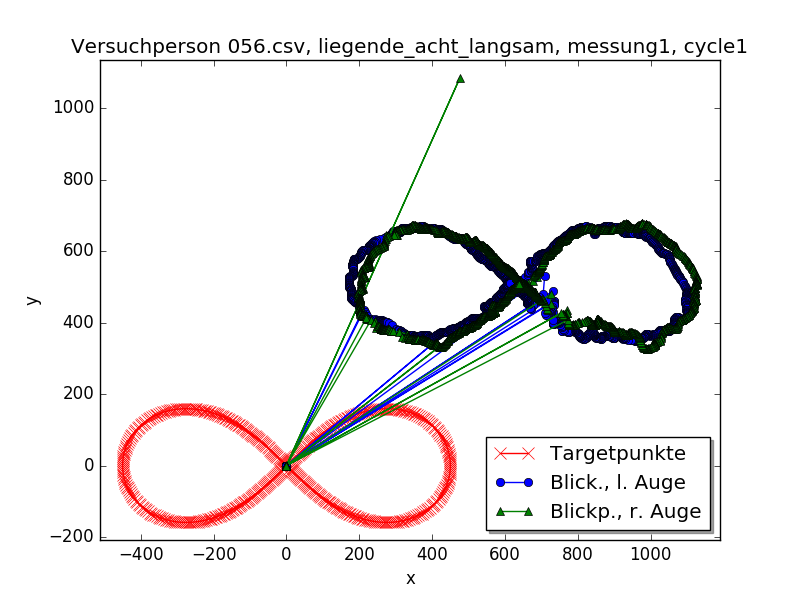 Versuchperson 056.csv, liegende_acht_langsam, messung1, cycle1
1000
800
600
400
200
0
−200
y
−400
−200
0
200
400
600
800
1000
x
Targetpunkte
Blick., l. Auge
Blickp., r. Auge